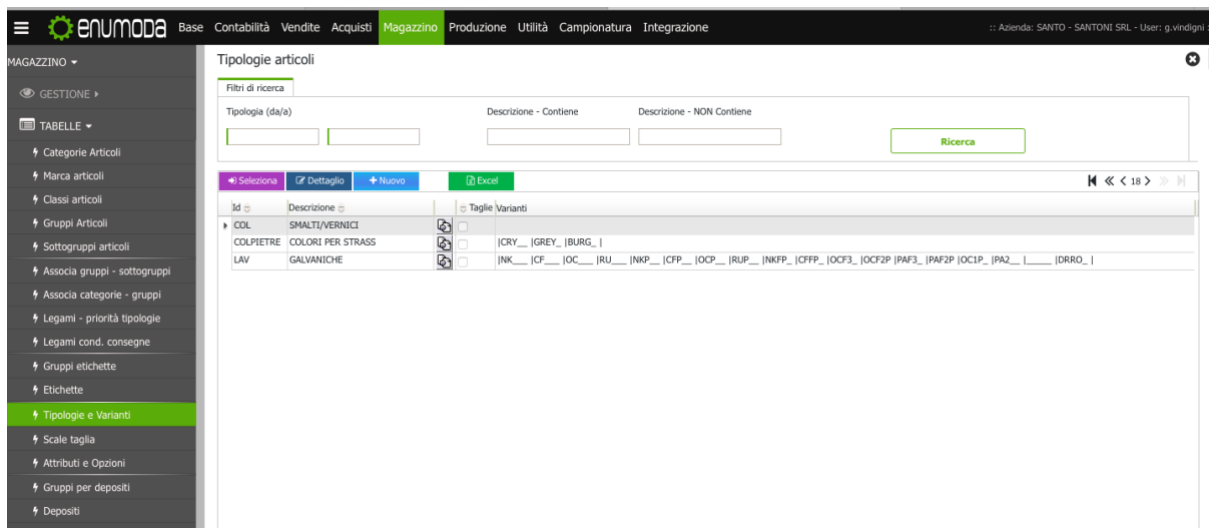 enumoda Base Contabilità Vendite Acquisti Magazzino Produzione Utilità Campionatura Integrazione :: Azienda: SANTO - SANTONI SRL - User: g.vindigni :
MAGAZZINO
GESTIONE
TABELLE
Categorie Articoli
Marca articoli
Classi articoli
Gruppi Articoli
Sottogruppi articoli
Associa gruppi - sottogruppi
Associa categorie - gruppi
Legami - priorità tipologie
Legami cond. consegne
Gruppi etichette
Etichette
Tipologie e Varianti
Scale taglia
Attributi e Opzioni
Gruppi per depositi
Depositi
Tipologie articoli
Filtri di ricerca
Tipologia (da/a) Descrizione - Contiene Descrizione - NON Contiene
Ricerca
Seleziona Dettaglio + Nuovo Excel 18
Id Descrizione Taglie Varianti
COL SMALTI/VERNICI
COLPIETRE COLORI PER STRASS |CRY__ |GREY_ |BURG_ |
LAV GALVANICHE |NK___ |CF___ |OC___ |RU___ |NKP__ |CFP__ |OCP__ |RUP__ |NKFP_ |CFFP_ |OCF3_ |OCF2P |PAF3_ |PAF2P |OC1P_ |PA2__ |_____ |DRRO_ |